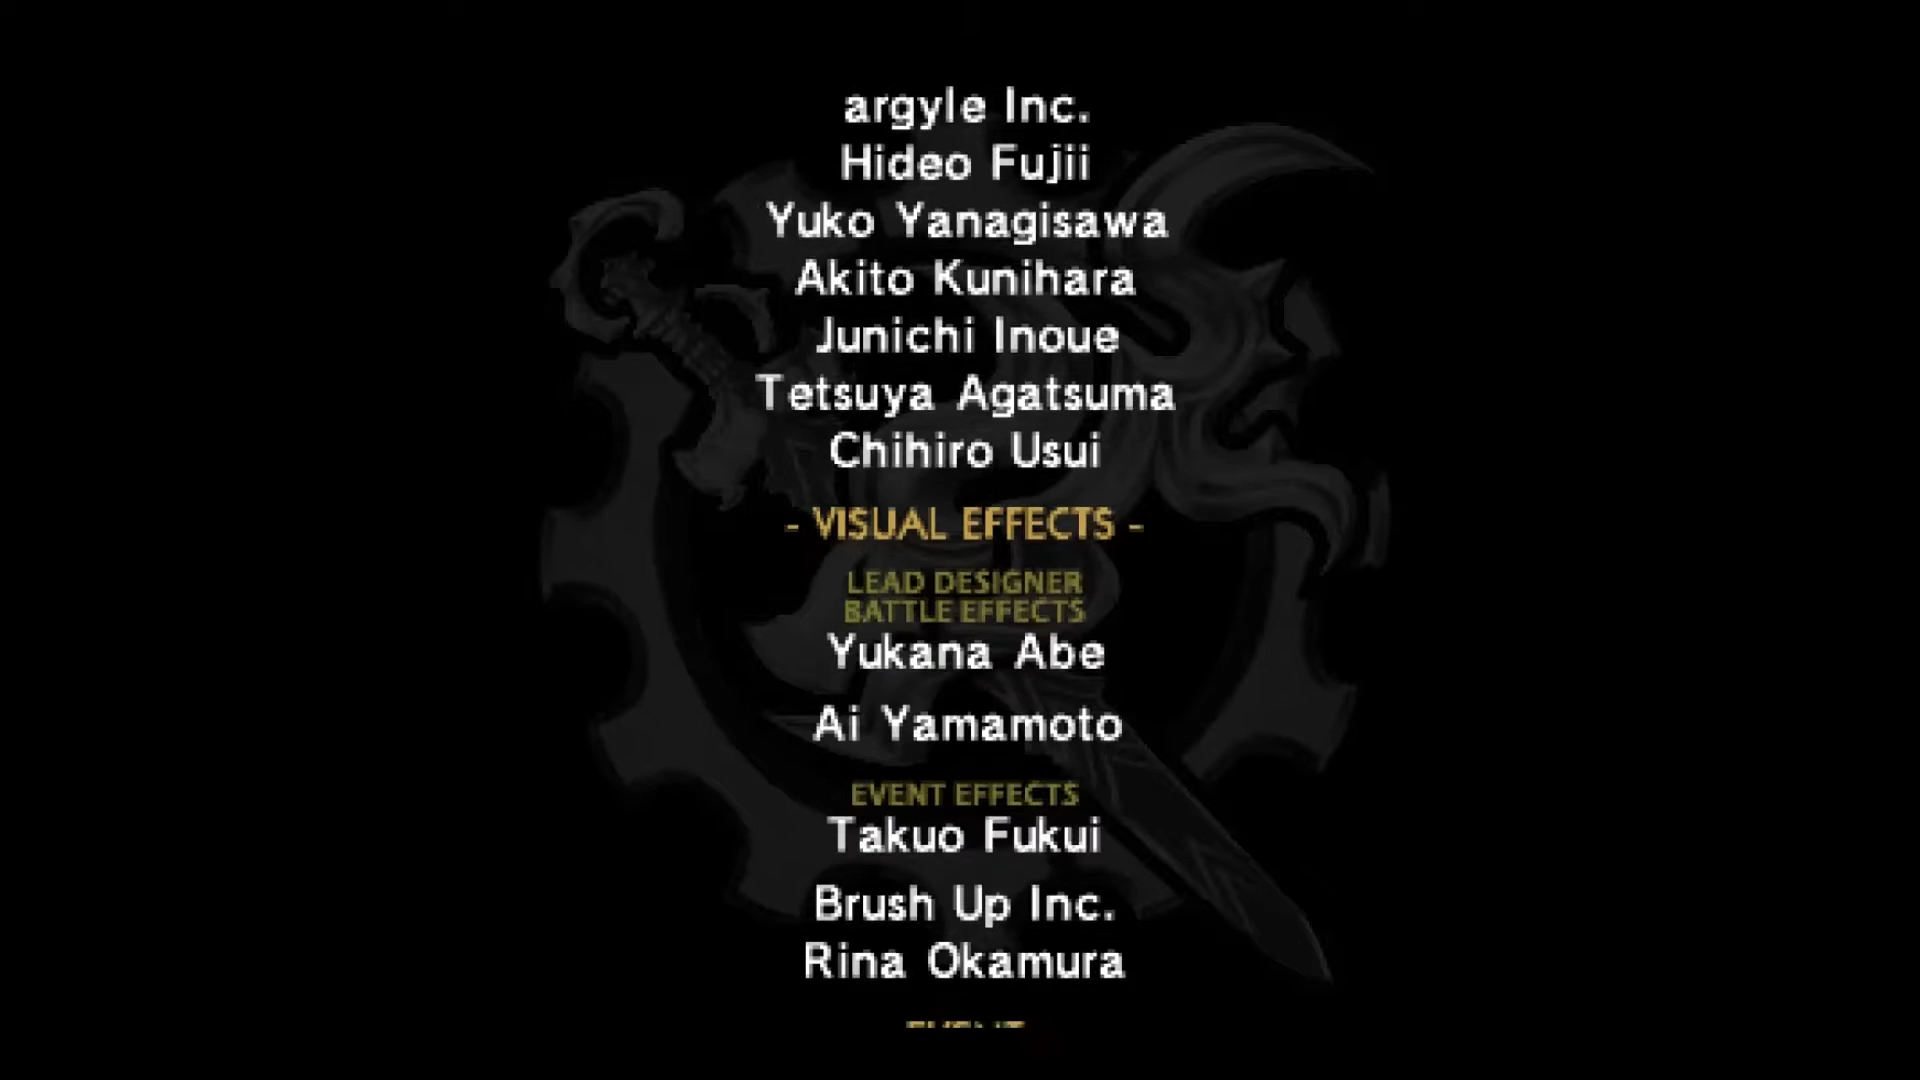 argyle Inc.
Hideo Fujii
Yuko Yanagisawa
Akito Kunihara
Junichi Inoue
Tetsuya Agatsuma
Chihiro Usui
- VISUAL EFFECTS -
LEAD DESIGNER
BATTLE EFFECTS
Yukana Abe
Ai Yamamoto
EVENT EFFECTS
Takuo Fukui
Brush Up Inc.
Rina Okamura